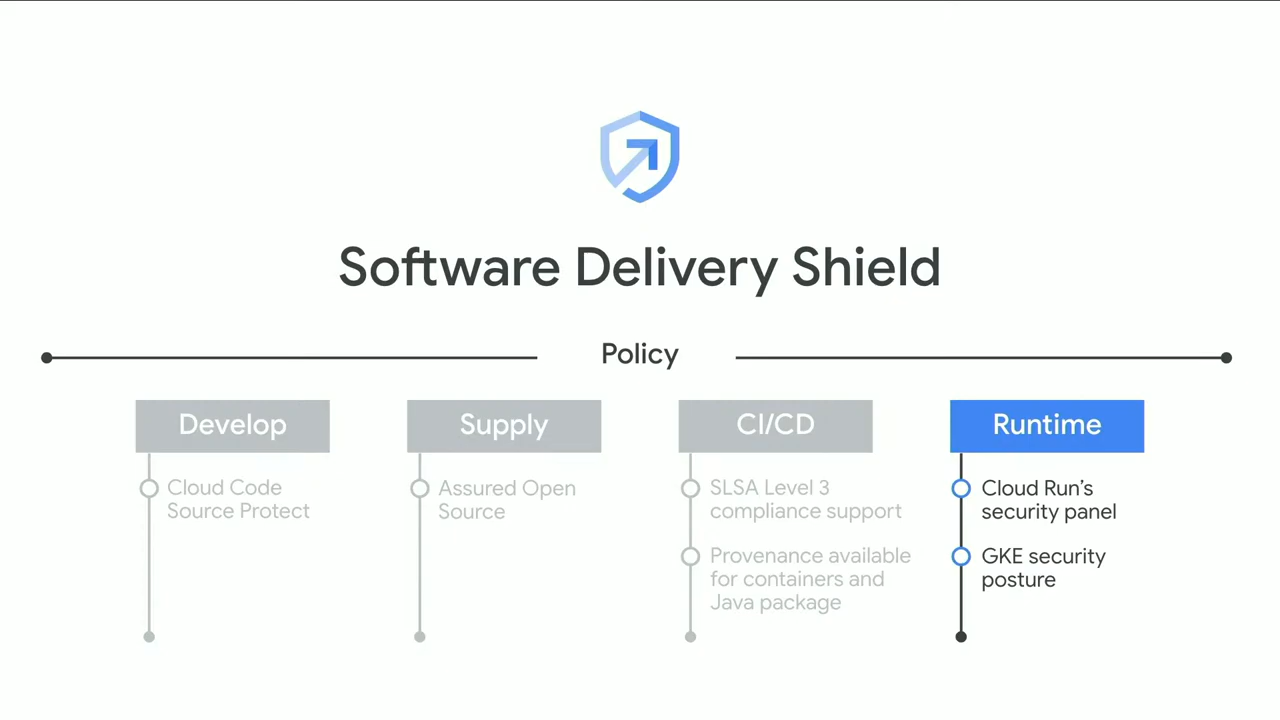 Software Delivery Shield
Policy
Develop
Cloud Code
Source Protect
Supply
Assured Open
Source
CI/CD
SLSA Level 3
compliance support
Provenance available
for containers and
Java package
Runtime
Cloud Run’s
security panel
GKE security
posture